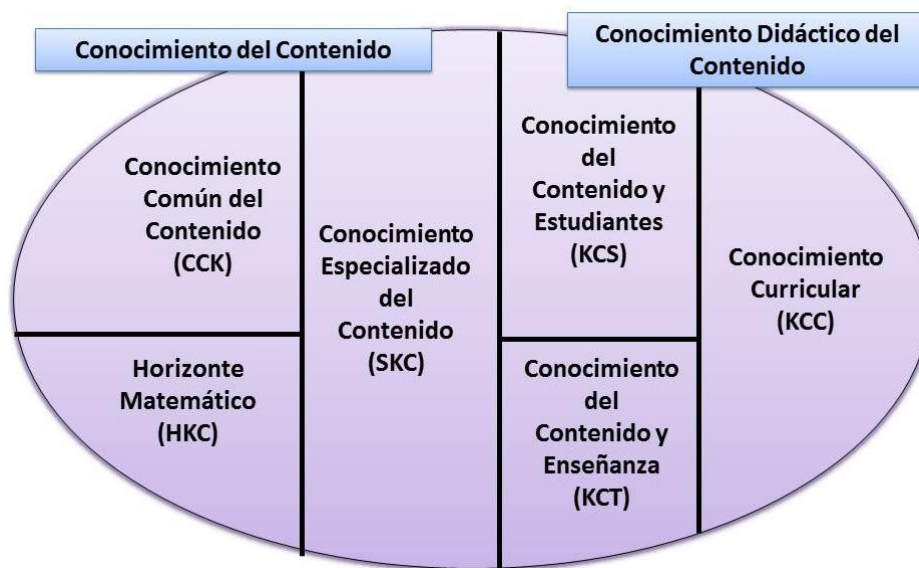 Conocimiento del Contenido
Conocimiento Didáctico del
Contenido
Conocimiento
Común del
Contenido
(CCK)
Horizonte
Matemático
(HKC)
Conocimiento
Especializado
del
Contenido
(SKC)
Conocimiento
del
Contenido y
Estudiantes
(KCS)
Conocimiento
del
Contenido y
Enseñanza
(KCT)
Conocimiento
Curricular
(KCC)